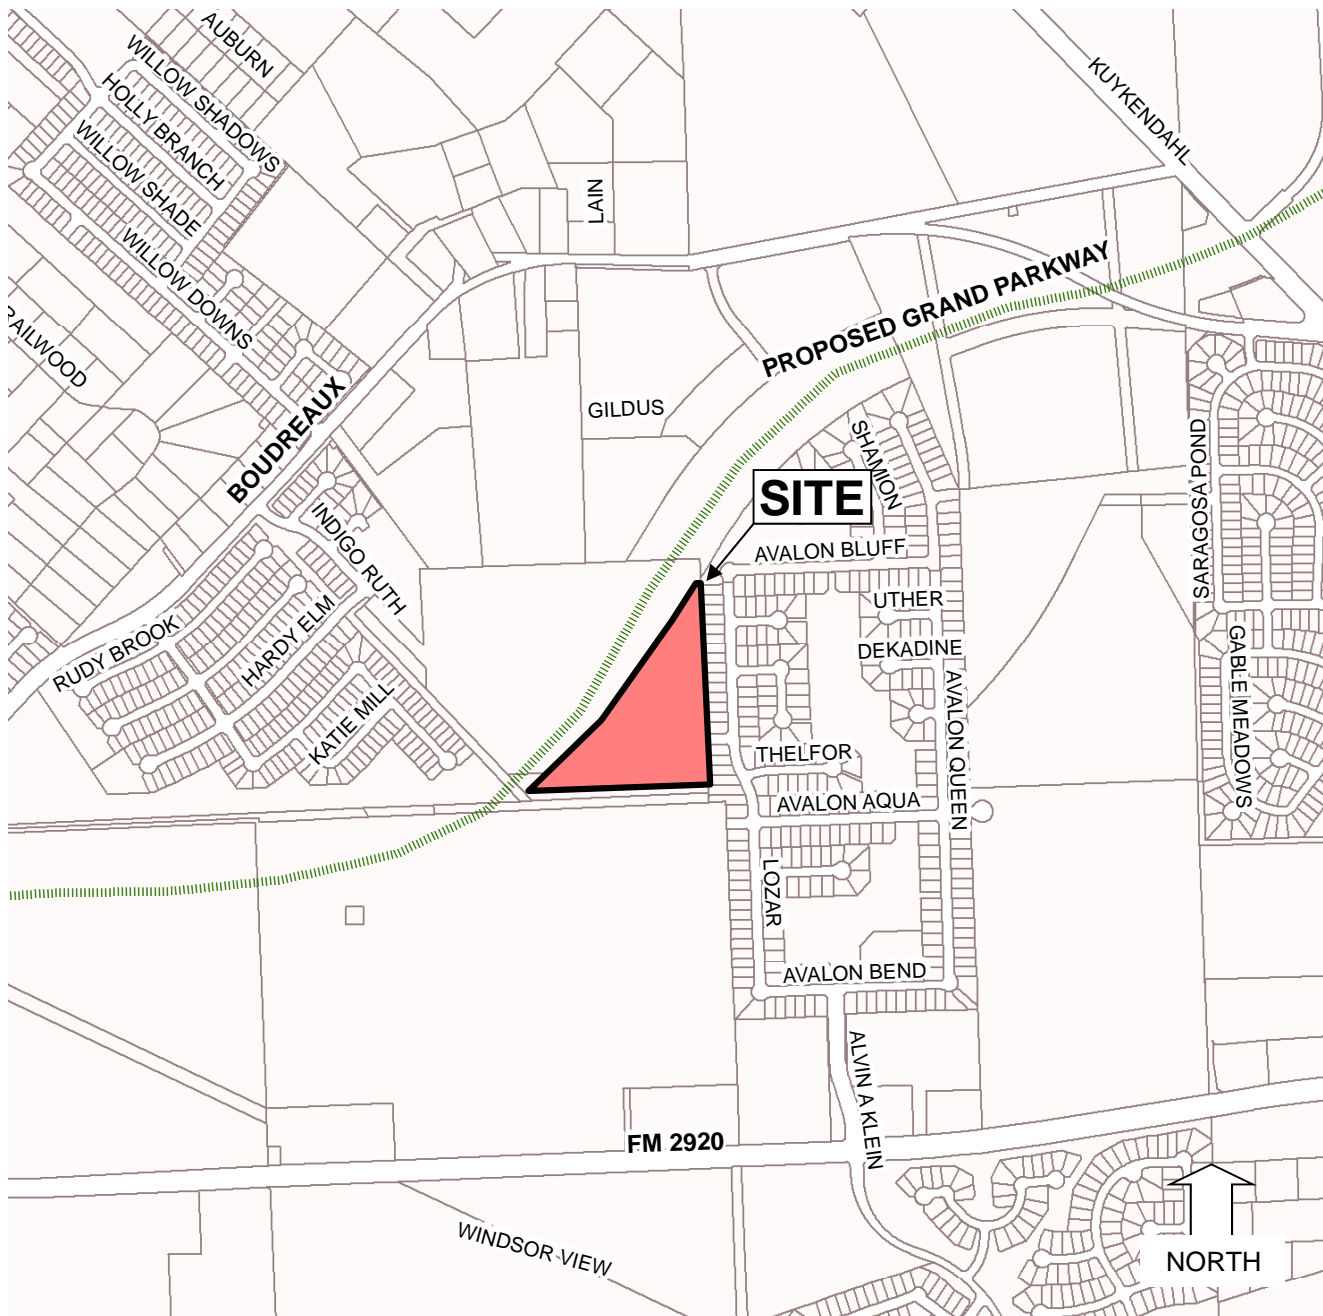 AUBURN
WILLOW SHADOWS
HOLLY BRANCH
WILLOW SHADE
WILLOW DOWNS
RAILWOOD
BOUDREAUX
LAIN
KUYKENDAHL
PROPOSED GRAND PARKWAY
GILDUS
SHAMION
SARAGOSA POND
SITE
INDIGO RUTH
AVALON BLUFF
UTHER
HARDY ELM
RUDY BROOK
DEKADINE
GABLE MEADOWS
KATIE MILL
AVALON QUEEN
THELFOR
AVALON AQUA
LOZAR
AVALON BEND
ALVIN A KLEIN
FM 2920
WINDSOR VIEW
NORTH